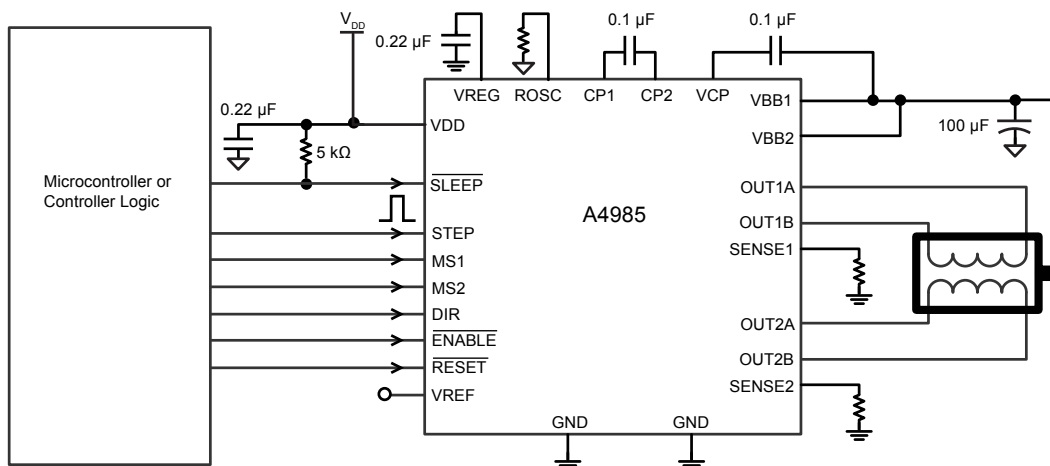 V_DD
0.22 µF
0.1 µF
0.1 µF
VREG
ROSC
CP1
CP2
VCP
VBB1
0.22 µF
VDD
VBB2
100 µF
5 kΩ
Microcontroller or
Controller Logic
SLEEP
OUT1A
A4985
OUT1B
STEP
SENSE1
MS1
MS2
DIR
OUT2A
ENABLE
OUT2B
RESET
SENSE2
VREF
GND
GND